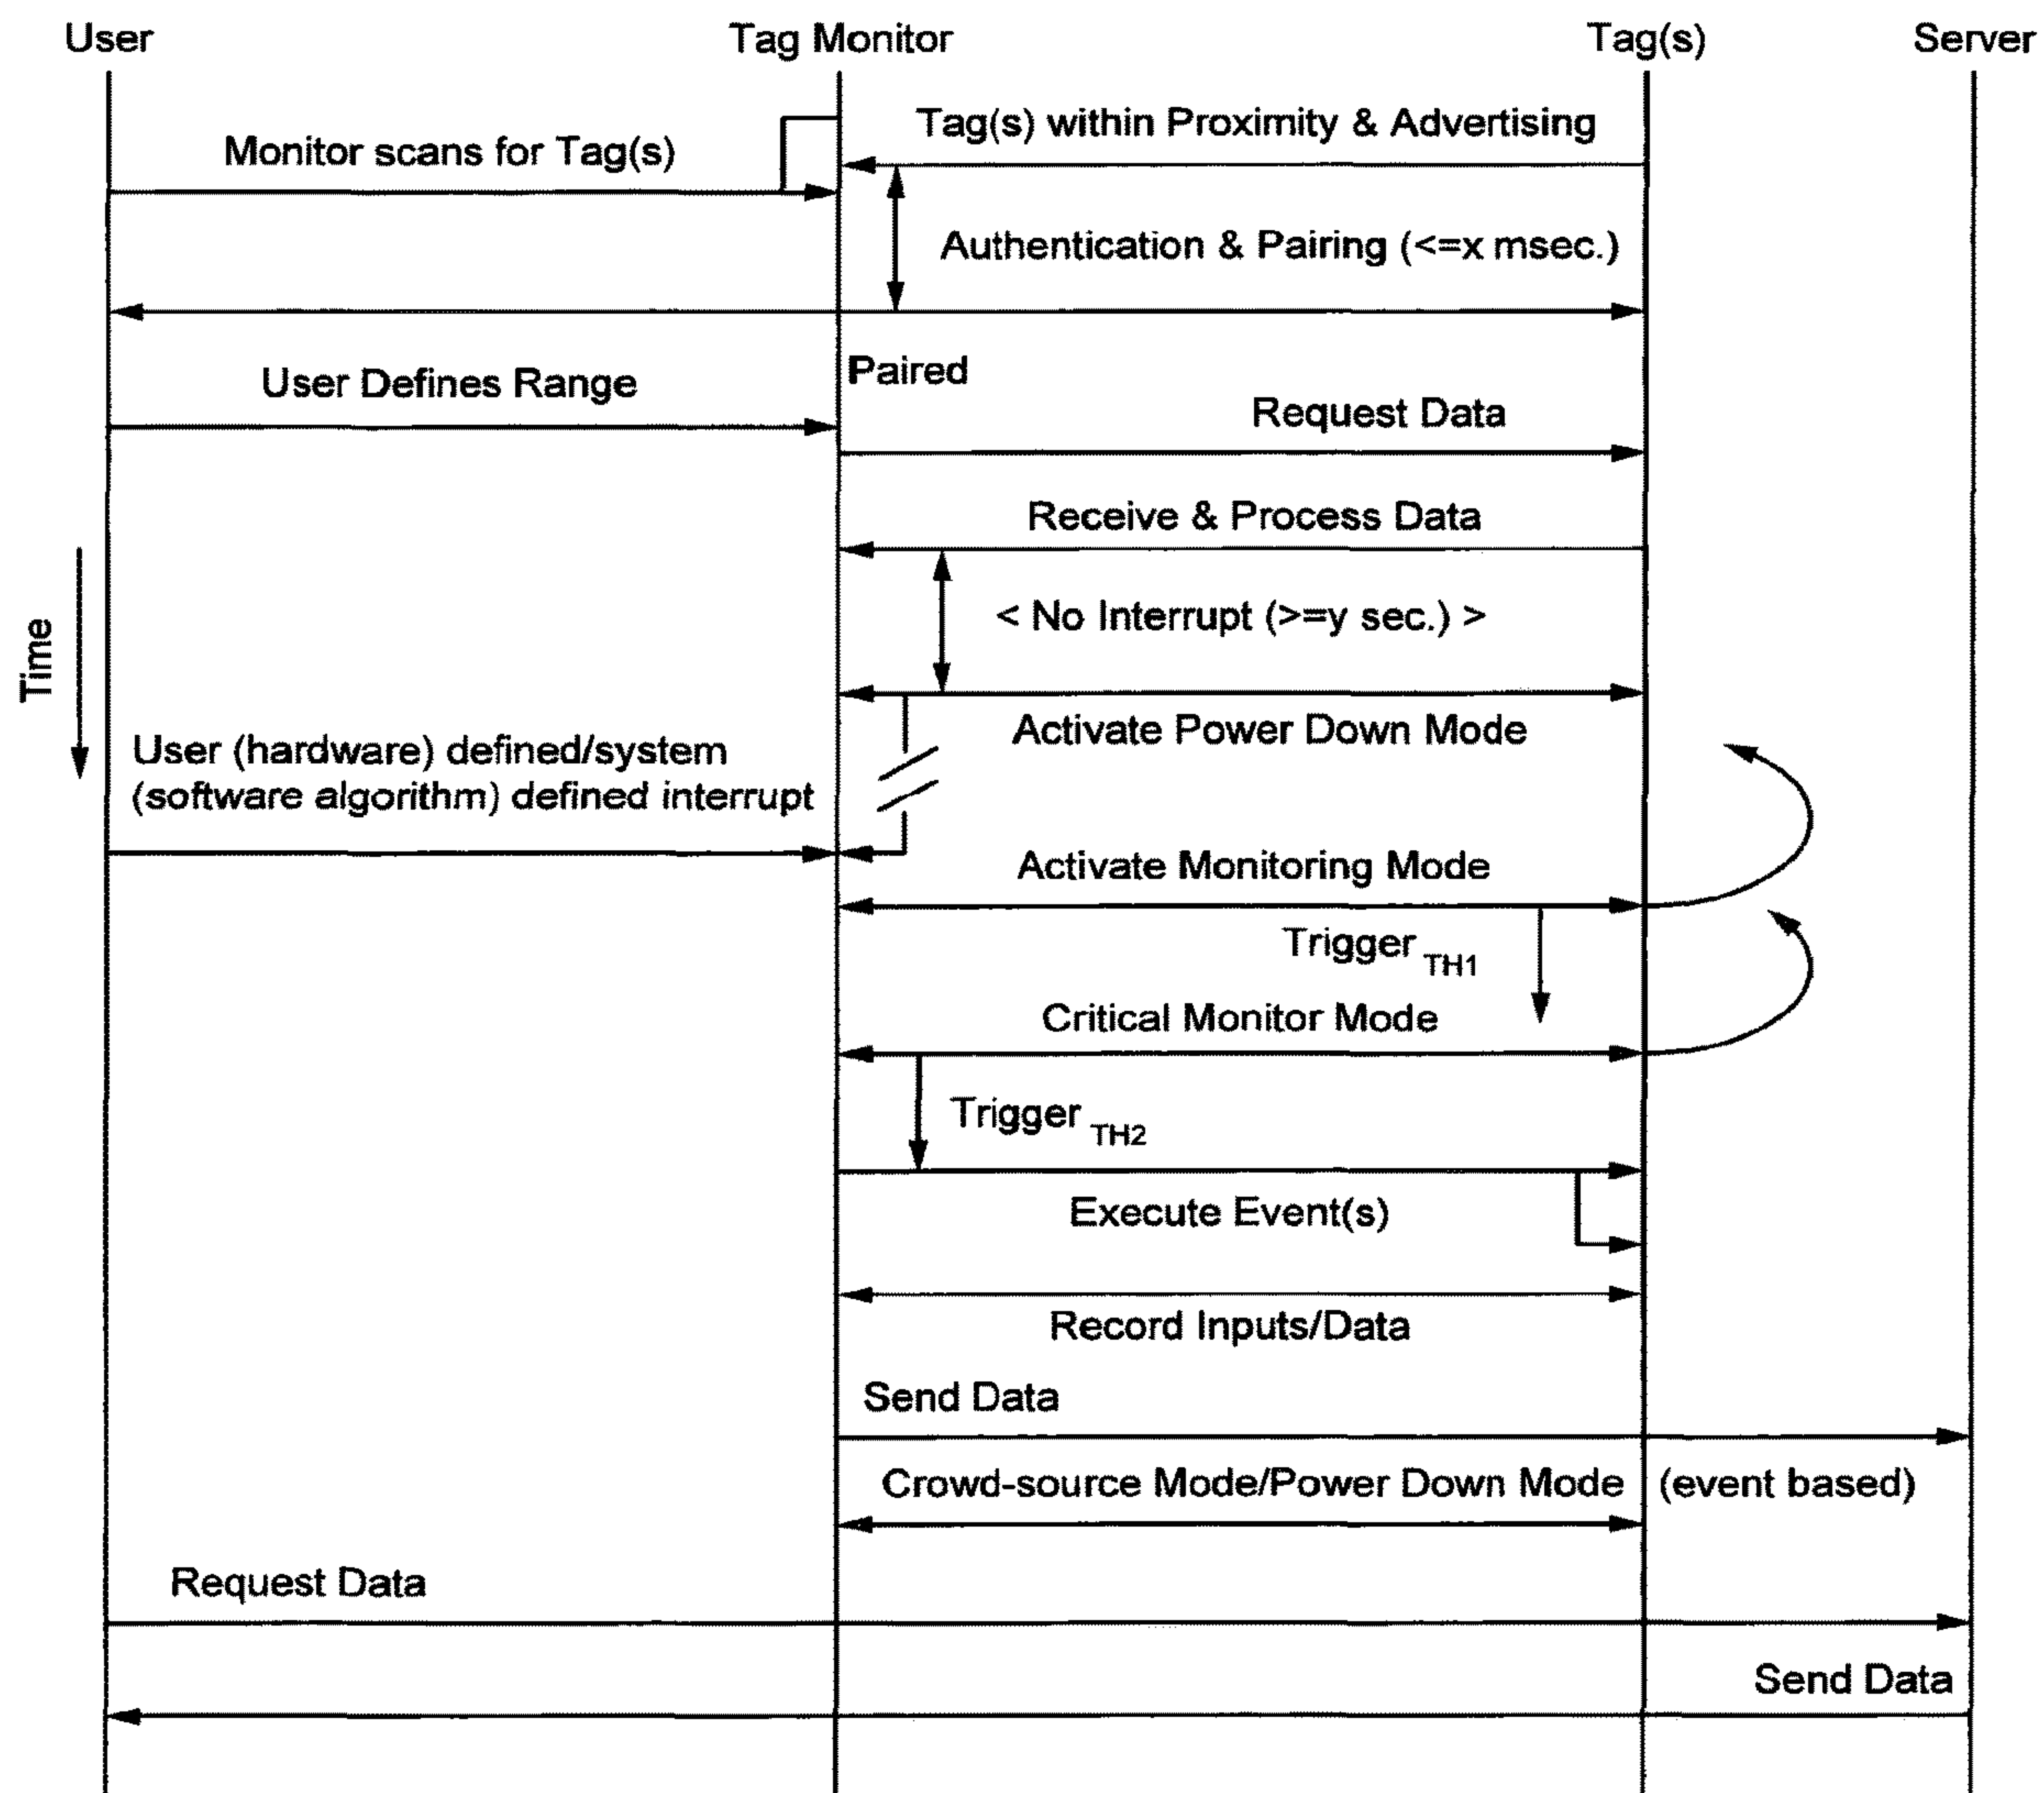 User
Tag Monitor
Tag(s)
Server
Tag(s) within Proximity & Advertising
Monitor scans for Tag(s)
Authentication & Pairing (<=x msec.)
Paired
User Defines Range
Request Data
Receive & Process Data
< No Interrupt (>=y sec.) >
Time
Activate Power Down Mode
User (hardware) defined/system
(software algorithm) defined interrupt
Activate Monitoring Mode
Trigger TH1
Critical Monitor Mode
Trigger TH2
Execute Event(s)
Record Inputs/Data
Send Data
Crowd-source Mode/Power Down Mode (event based)
Request Data
Send Data